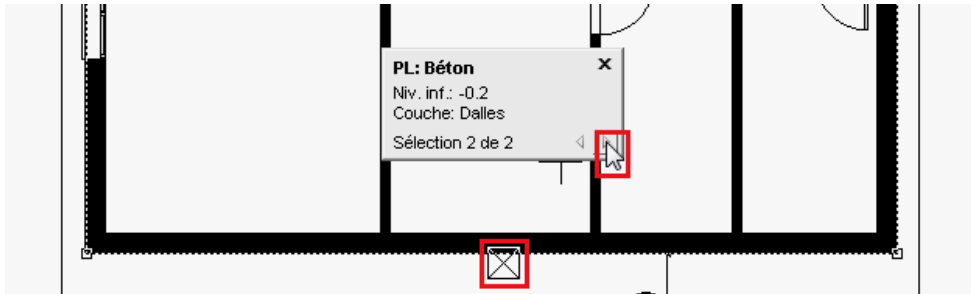 PL: Béton
Niv. inf.: -0.2
Couche: Dalles
Sélection 2 de 2